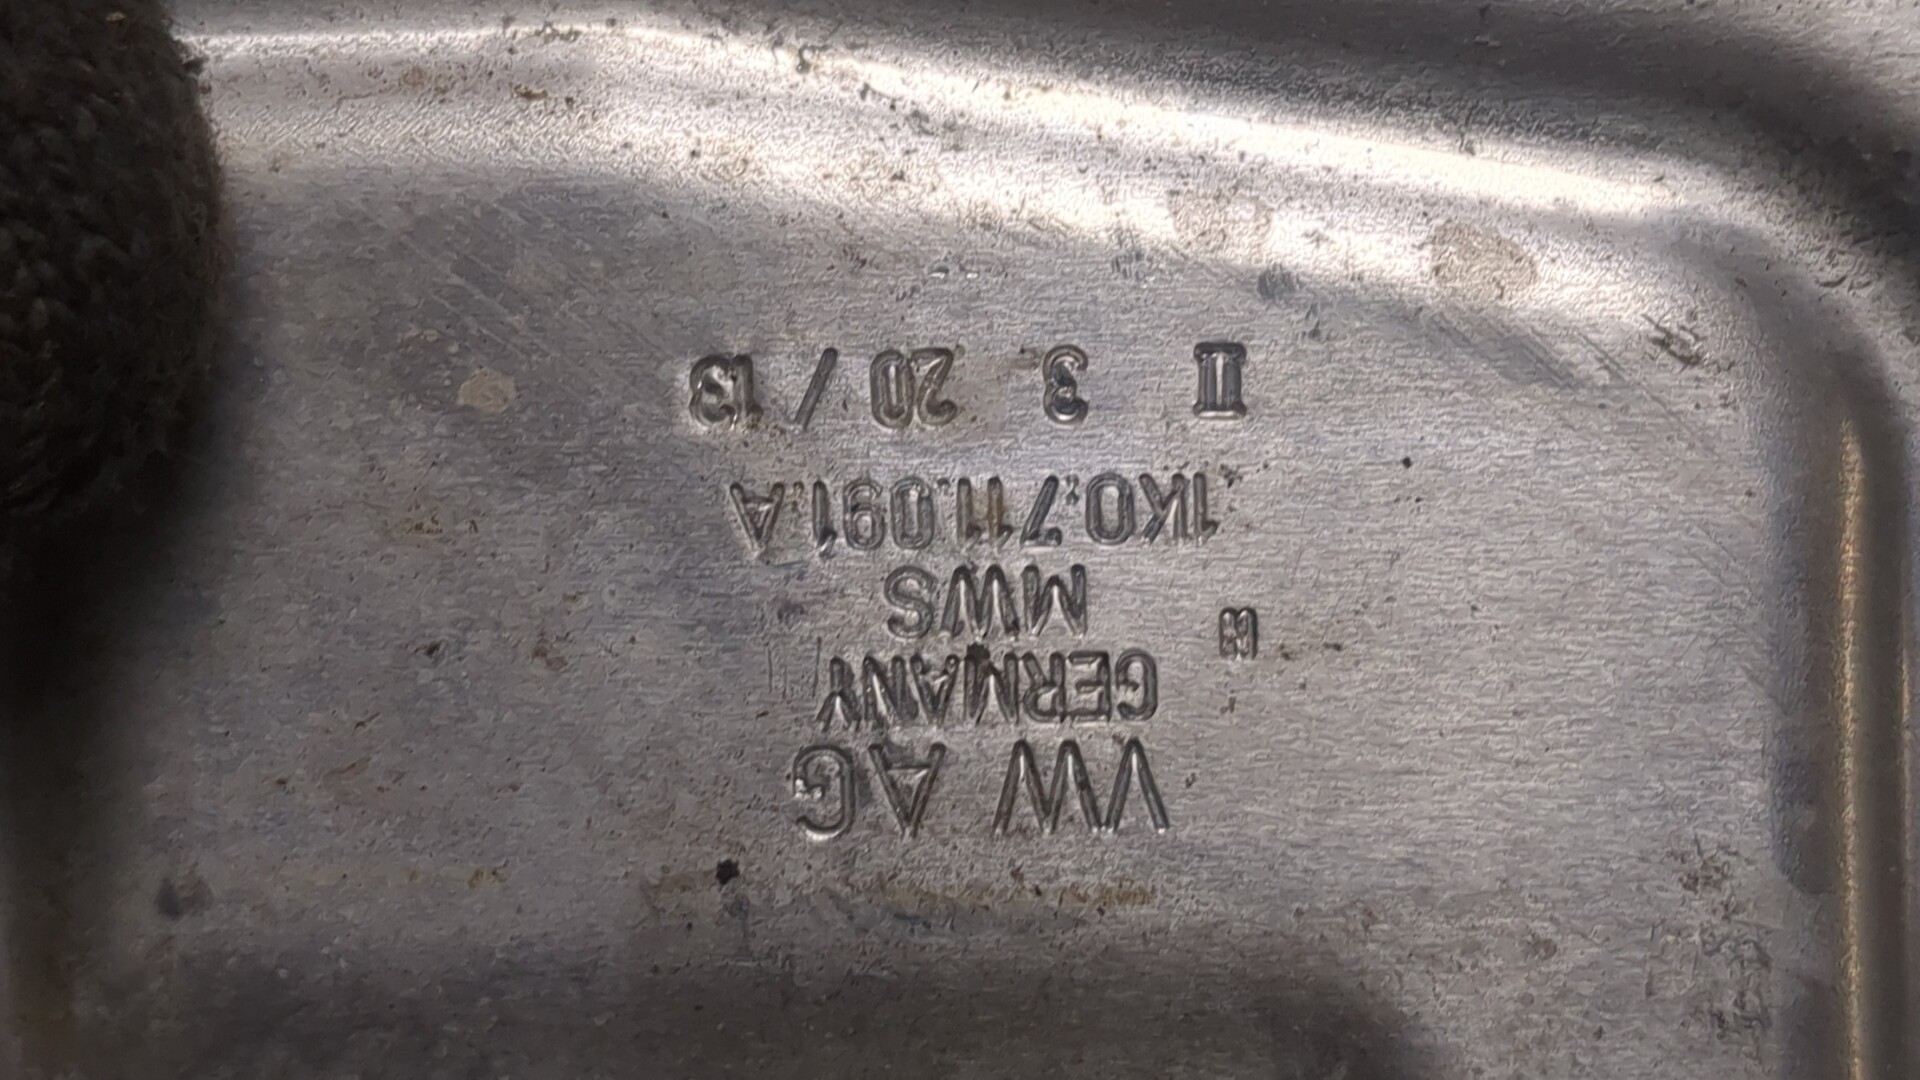 VW AG
GERMANY
MWS
1K0.711.091.A
II 3 20 / 13